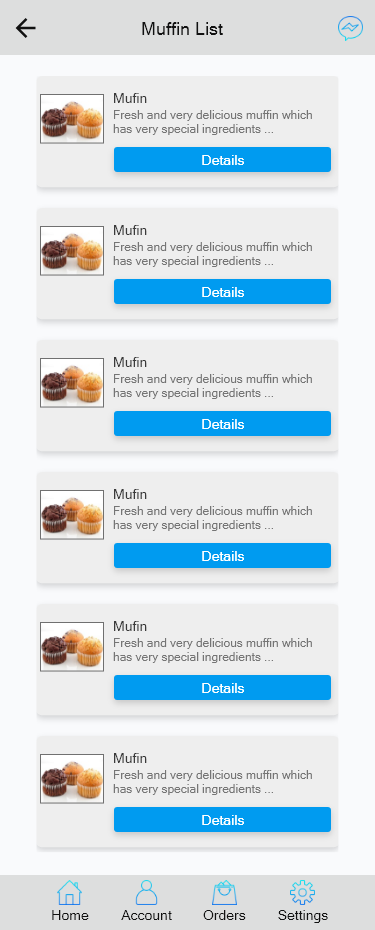 Muffin List
Mufin
Fresh and very delicious muffin which
has very special ingredients ...
Details
Mufin
Fresh and very delicious muffin which
has very special ingredients ...
Details
Mufin
Fresh and very delicious muffin which
has very special ingredients ...
Details
Mufin
Fresh and very delicious muffin which
has very special ingredients ...
Details
Mufin
Fresh and very delicious muffin which
has very special ingredients ...
Details
Mufin
Fresh and very delicious muffin which
has very special ingredients ...
Details
Home Account Orders Settings